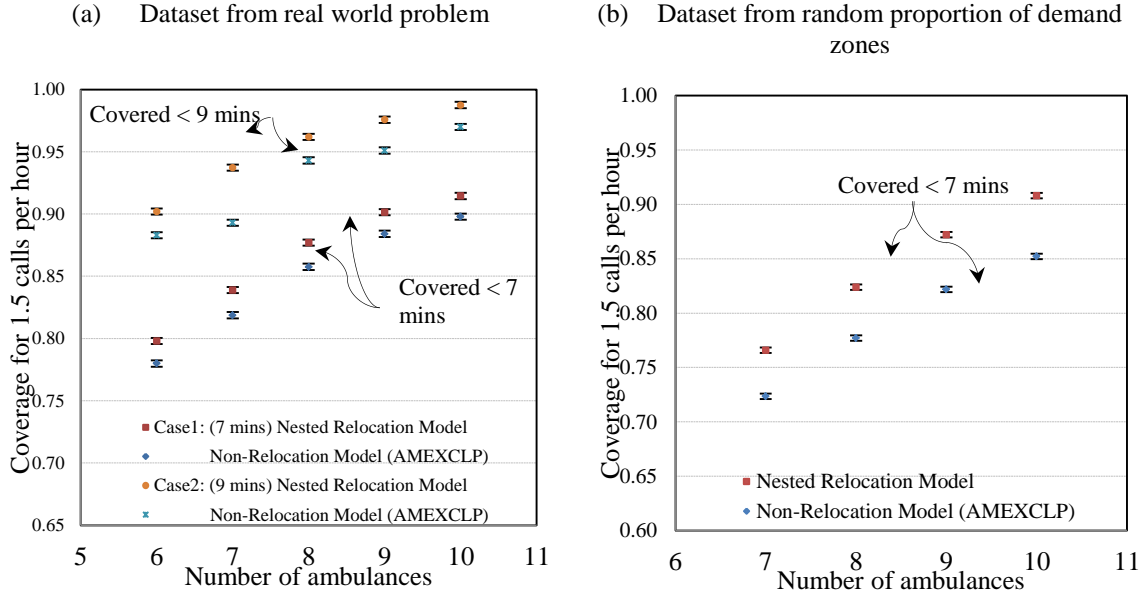 (a) Dataset from real world problem
Coverage for 1.5 calls per hour
1.00
0.95
0.90
0.85
0.80
0.75
0.70
0.65
Covered < 9 mins
Covered < 7
mins
Case1: (7 mins) Nested Relocation Model
Non-Relocation Model (AMEXCLP)
Case2: (9 mins) Nested Relocation Model
Non-Relocation Model (AMEXCLP)
5 6 7 8 9 10 11
Number of ambulances
(b) Dataset from random proportion of demand
zones
Coverage for 1.5 calls per hour
1.00
0.95
0.90
0.85
0.80
0.75
0.70
0.65
0.60
Covered < 7 mins
Nested Relocation Model
Non-Relocation Model (AMEXCLP)
6 7 8 9 10 11
Number of ambulances